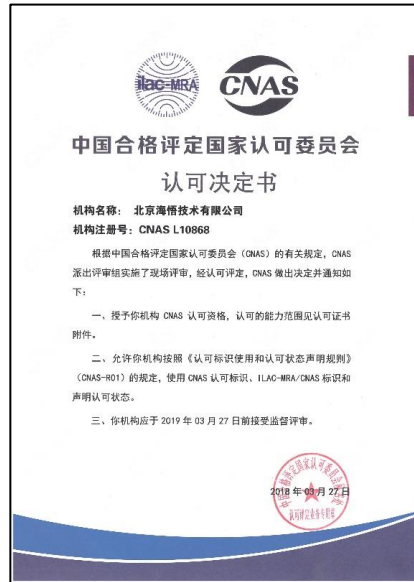 ilac-MRA
CNAS
中国合格评定国家认可委员会
认可决定书
机构名称: 北京海悟技术有限公司
机构注册号: CNAS L10868
根据中国合格评定国家认可委员会（CNAS）的有关规定，CNAS
派出评审组实施了现场评审，经认可评定，CNAS 做出决定并通知如
下：
一、授予你机构 CNAS 认可资格，认可的能力范围见认可证书
附件。
二、允许你机构按照《认可标识使用和认可状态声明规则》
（CNAS-R01）的规定，使用 CNAS 认可标识、ILAC-MRA/CNAS 标识和
声明认可状态。
三、你机构应于 2019 年 03 月 27 日前接受监督评审。
2018 年 03 月 27 日
认可评定业务专用章